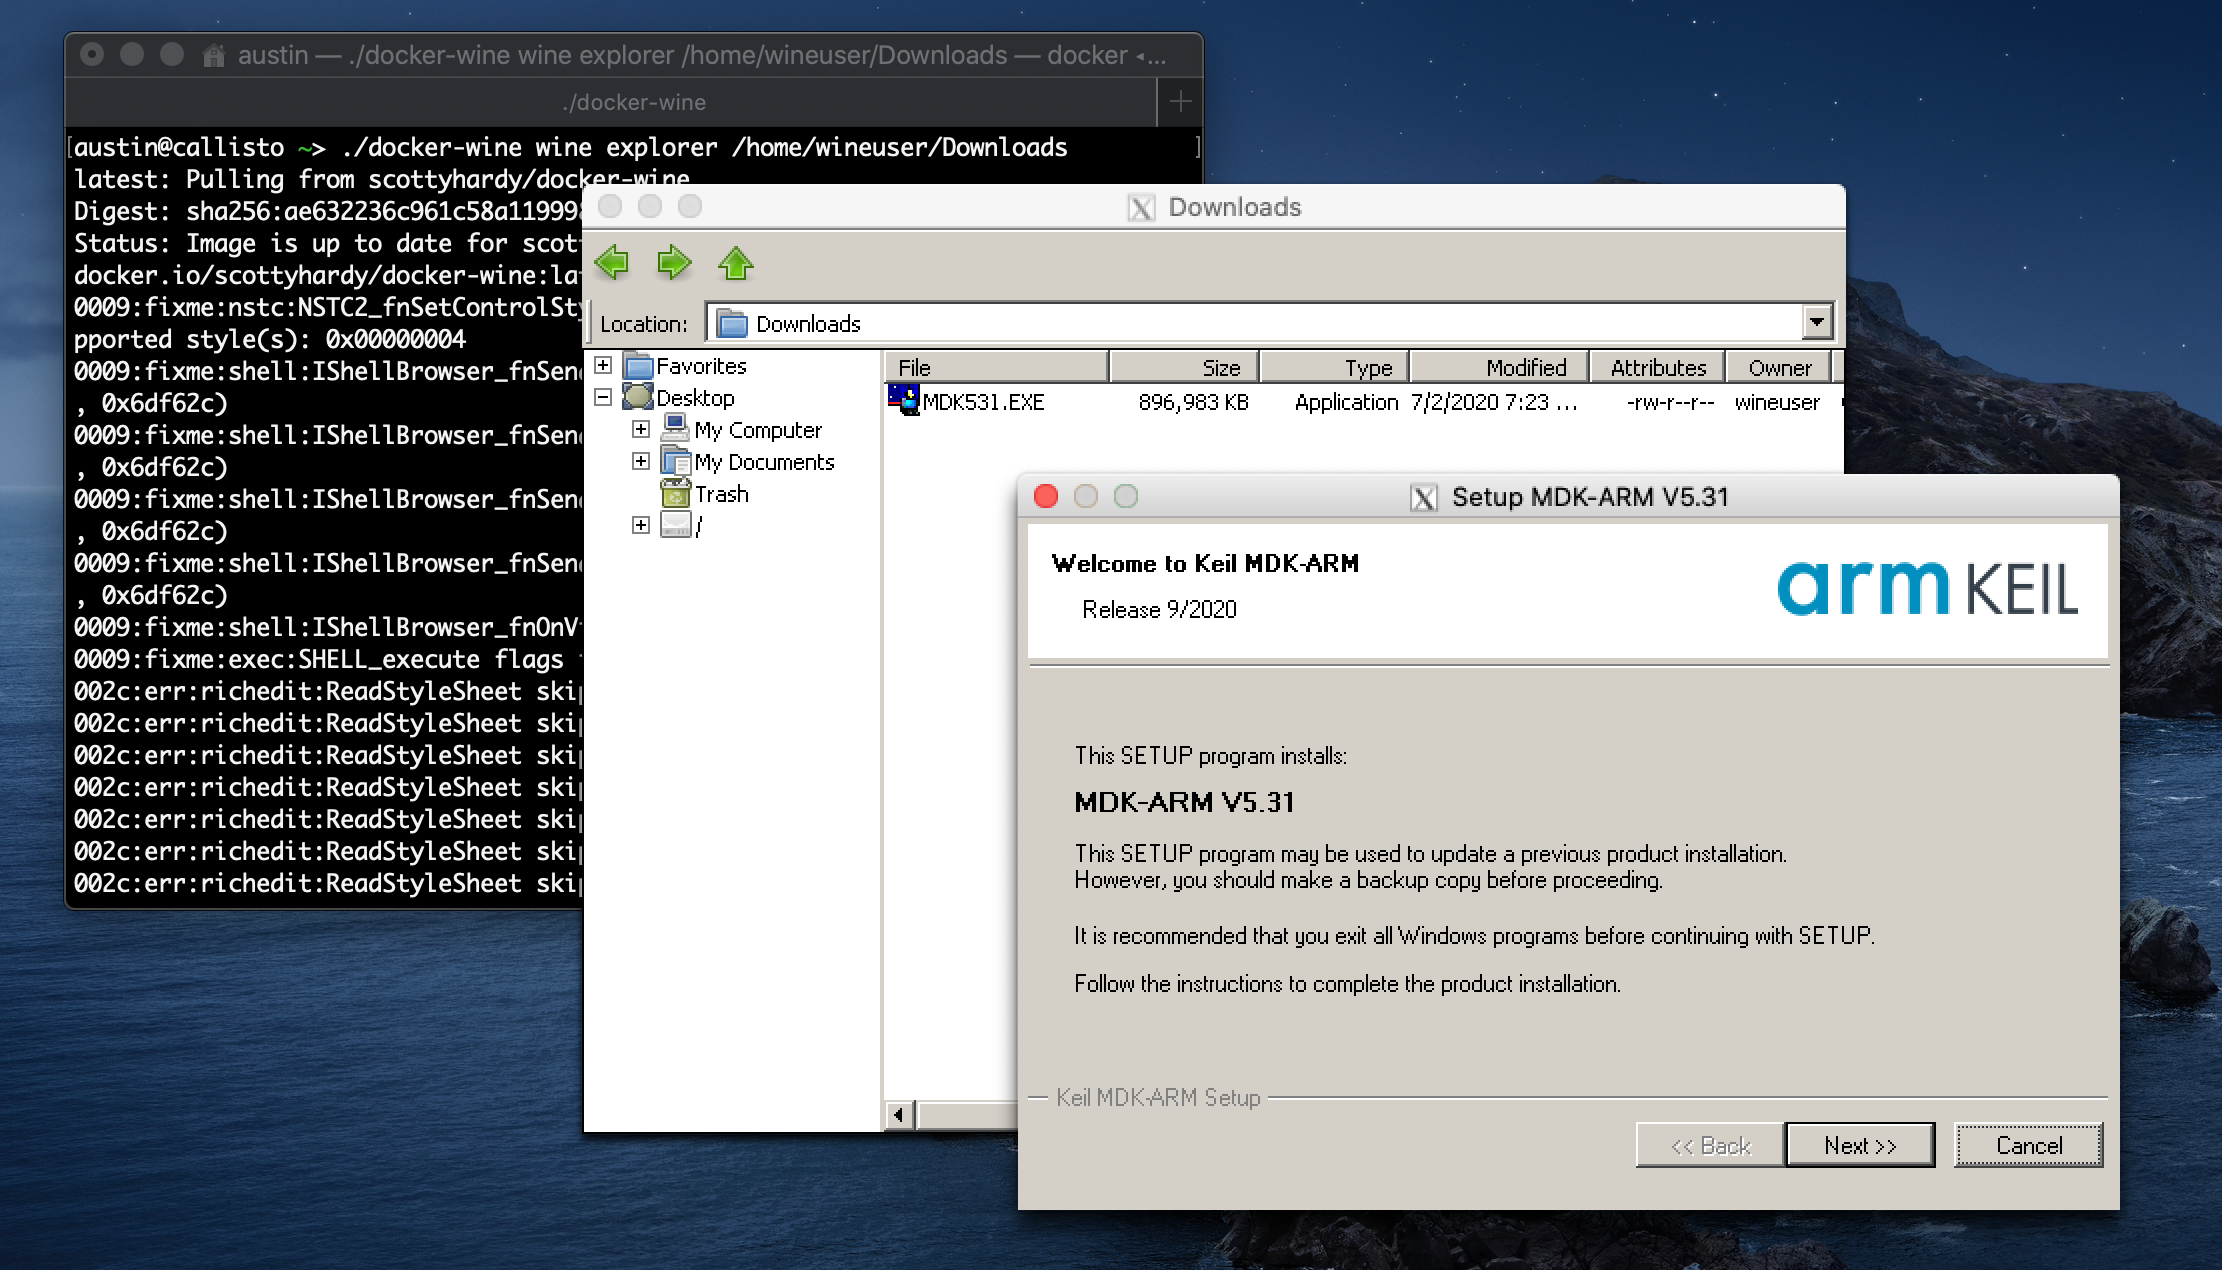 austin — ./docker-wine wine explorer /home/wineuser/Downloads — docker ◂...
./docker-wine
[austin@callisto ~> ./docker-wine wine explorer /home/wineuser/Downloads ]
latest: Pulling from scottyhardy/docker-wine
Digest: sha256:ae632236c961c58a11999
Status: Image is up to date for scot
docker.io/scottyhardy/docker-wine:la
0009:fixme:nstc:NSTC2_fnSetControlSty
pported style(s): 0x00000004
0009:fixme:shell:IShellBrowser_fnSen
, 0x6df62c)
0009:fixme:shell:IShellBrowser_fnSen
, 0x6df62c)
0009:fixme:shell:IShellBrowser_fnSen
, 0x6df62c)
0009:fixme:shell:IShellBrowser_fnSen
, 0x6df62c)
0009:fixme:shell:IShellBrowser_fnOnV
0009:fixme:exec:SHELL_execute flags
002c:err:richedit:ReadStyleSheet ski
002c:err:richedit:ReadStyleSheet ski
002c:err:richedit:ReadStyleSheet ski
002c:err:richedit:ReadStyleSheet ski
002c:err:richedit:ReadStyleSheet ski
002c:err:richedit:ReadStyleSheet ski
002c:err:richedit:ReadStyleSheet ski
Downloads
Location: Downloads
Favorites
Desktop
My Computer
My Documents
Trash
/
File Size Type Modified Attributes Owner
MDK531.EXE 896,983 KB Application 7/2/2020 7:23 ... -rw-r--r-- wineuser
Setup MDK-ARM V5.31
Welcome to Keil MDK-ARM
Release 9/2020
arm KEIL
This SETUP program installs:
MDK-ARM V5.31
This SETUP program may be used to update a previous product installation.
However, you should make a backup copy before proceeding.
It is recommended that you exit all Windows programs before continuing with SETUP.
Follow the instructions to complete the product installation.
Keil MDK-ARM Setup
<< Back Next >> Cancel